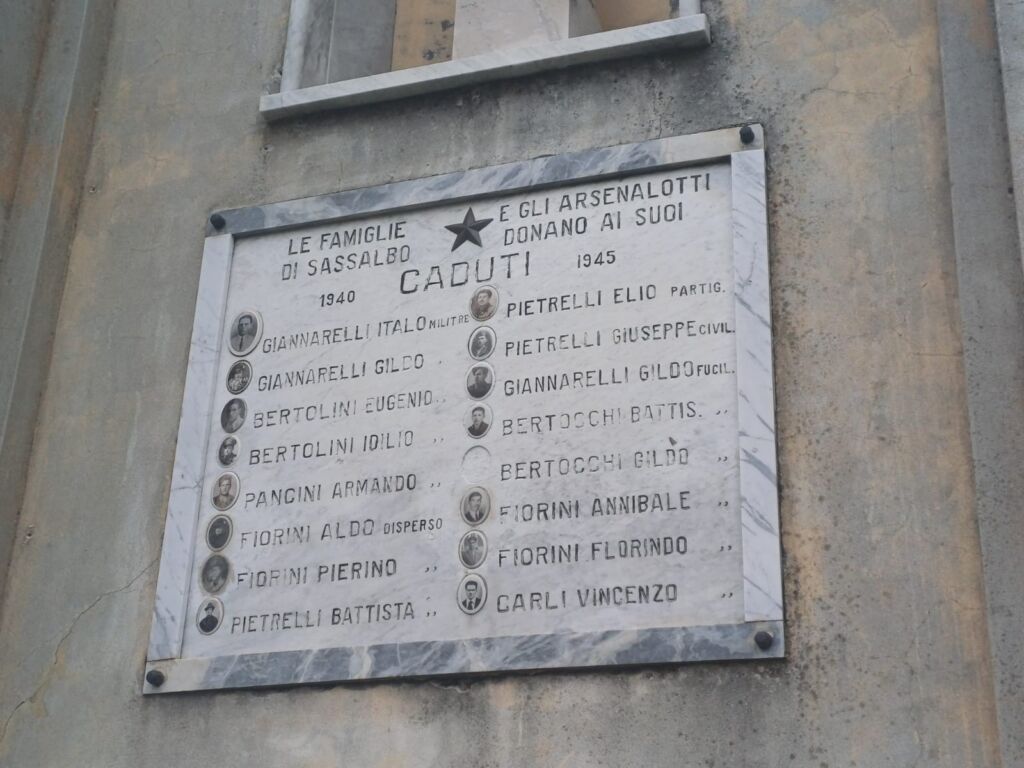 LE FAMIGLIE ★ E GLI ARSENALOTTI
DI SASSALBO DONANO AI SUOI
1940 CADUTI 1945
GIANNARELLI ITALO MILITRE
GIANNARELLI GILDO ,
BERTOLINI EUGENIO ,,
BERTOLINI IDILIO ,,
PANCINI ARMANDO ,,
FIORINI ALDO DISPERSO
FIORINI PIERINO ,,
PIETRELLI BATTISTA ,,
PIETRELLI ELIO PARTIG.
PIETRELLI GIUSEPPE CIVIL.
GIANNARELLI GILDO FUCIL.
BERTOCCHI BATTIS. ,,
BERTOCCHI GILDO ,,
FIORINI ANNIBALE ,,
FIORINI FLORINDO ,,
CARLI VINCENZO ,,